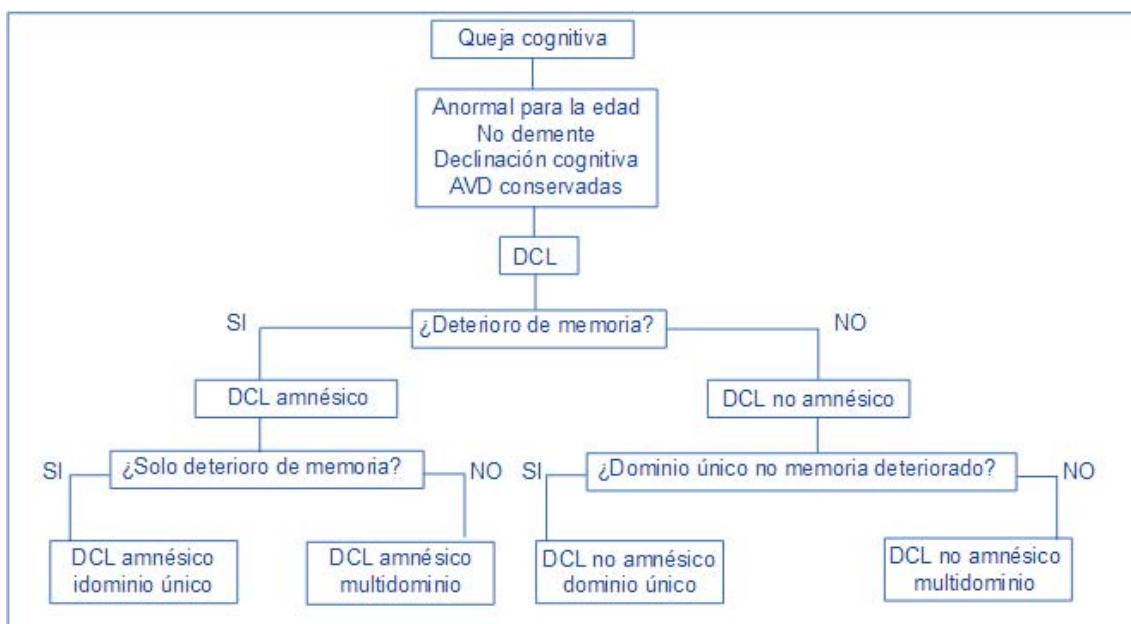 Queja cognitiva
Anormal para la edad
No demente
Declinación cognitiva
AVD conservadas
DCL
SI
¿Deterioro de memoria?
NO
DCL amnésico
DCL no amnésico
SI
¿Solo deterioro de memoria?
NO
SI
¿Dominio único no memoria deteriorado?
NO
DCL amnésico
idominio único
DCL amnésico
multidominio
DCL no amnésico
dominio único
DCL no amnésico
multidominio